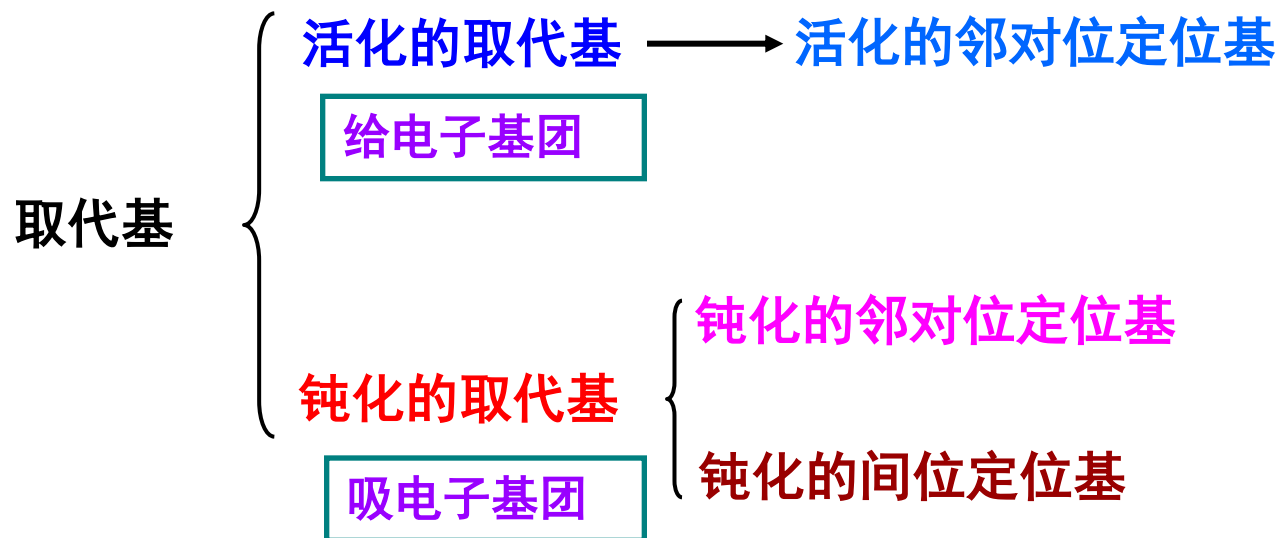 活化的取代基
活化的邻对位定位基
给电子基团
取代基
钝化的邻对位定位基
钝化的取代基
钝化的间位定位基
吸电子基团